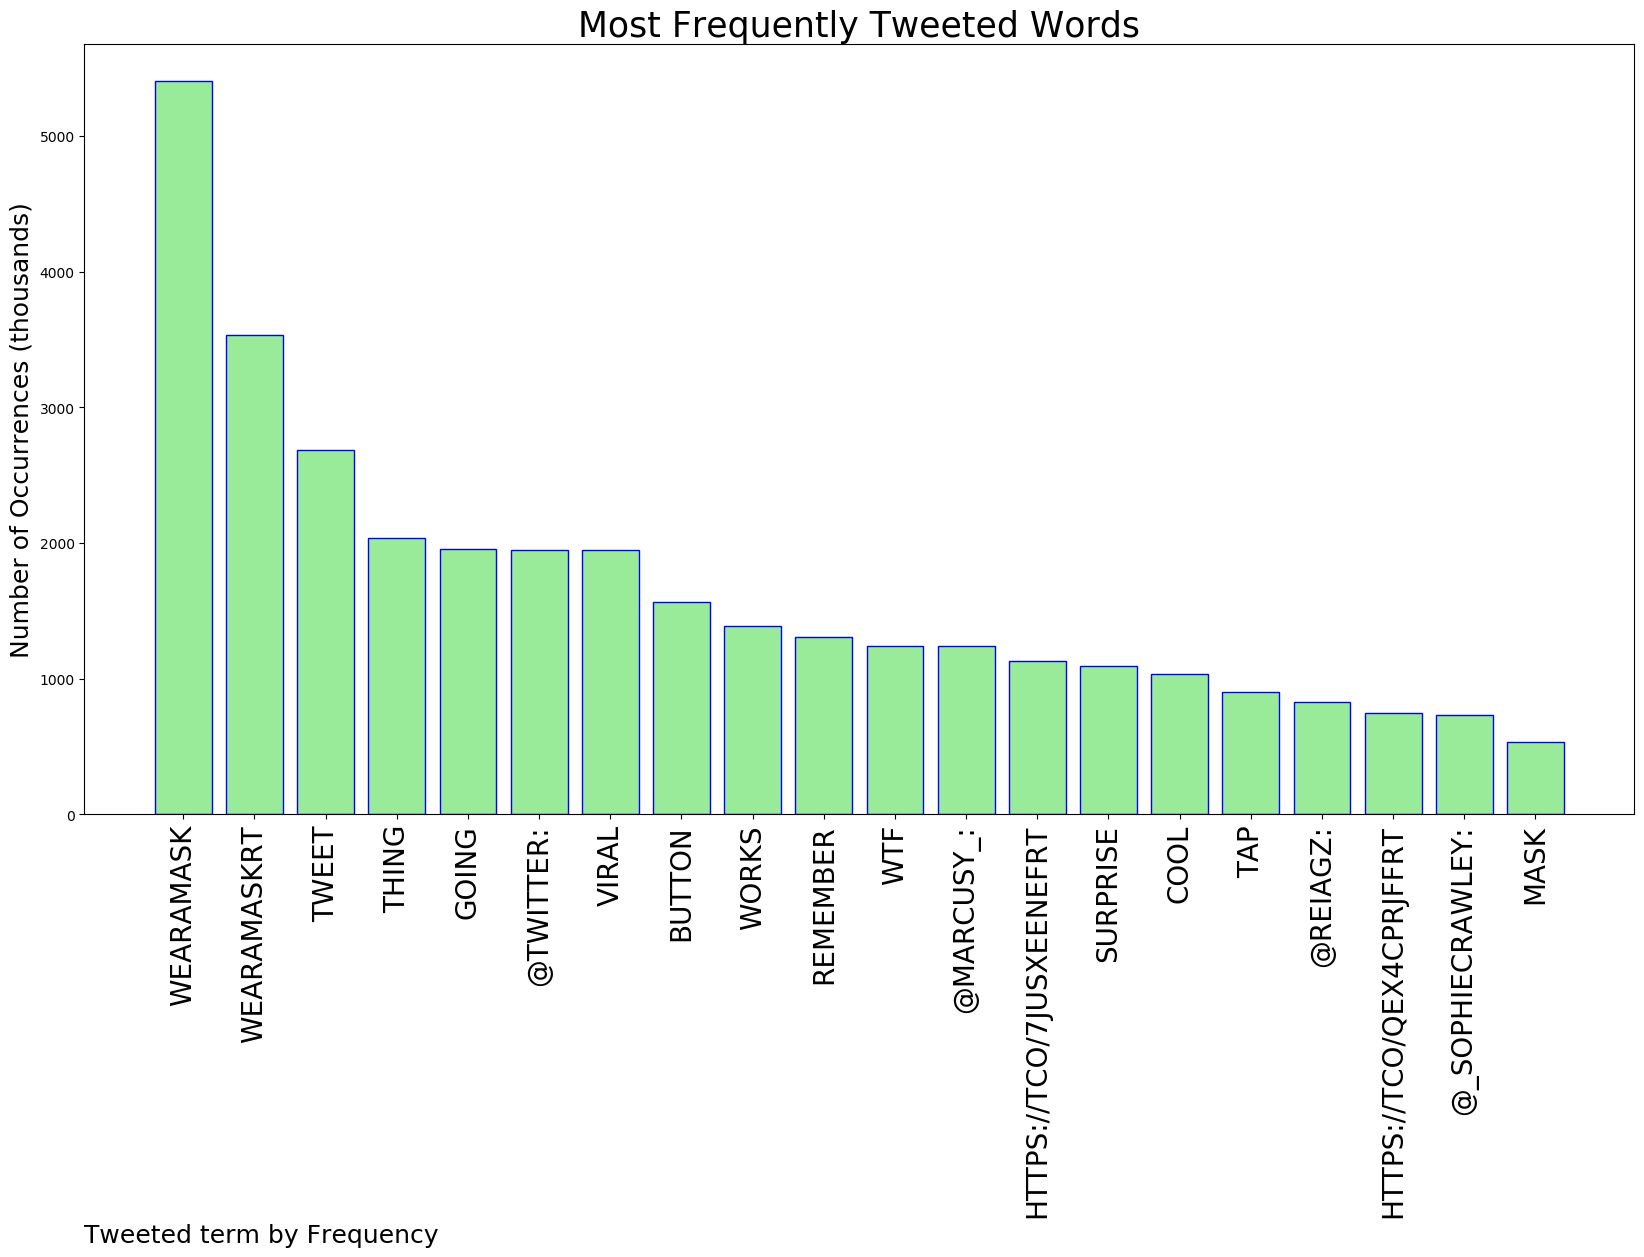 Most Frequently Tweeted Words
Number of Occurrences (thousands)
5000
4000
3000
2000
1000
0
WEARAMASK
WEARAMASKRT
TWEET
THING
GOING
@TWITTER:
VIRAL
BUTTON
WORKS
REMEMBER
WTF
@MARCUSY_:
HTTPS://TCO/7JUSXEENEFRT
SURPRISE
COOL
TAP
@REIAGZ:
HTTPS://TCO/QEX4CPRJFFRT
@_SOPHIECRAWLEY:
MASK
Tweeted term by Frequency